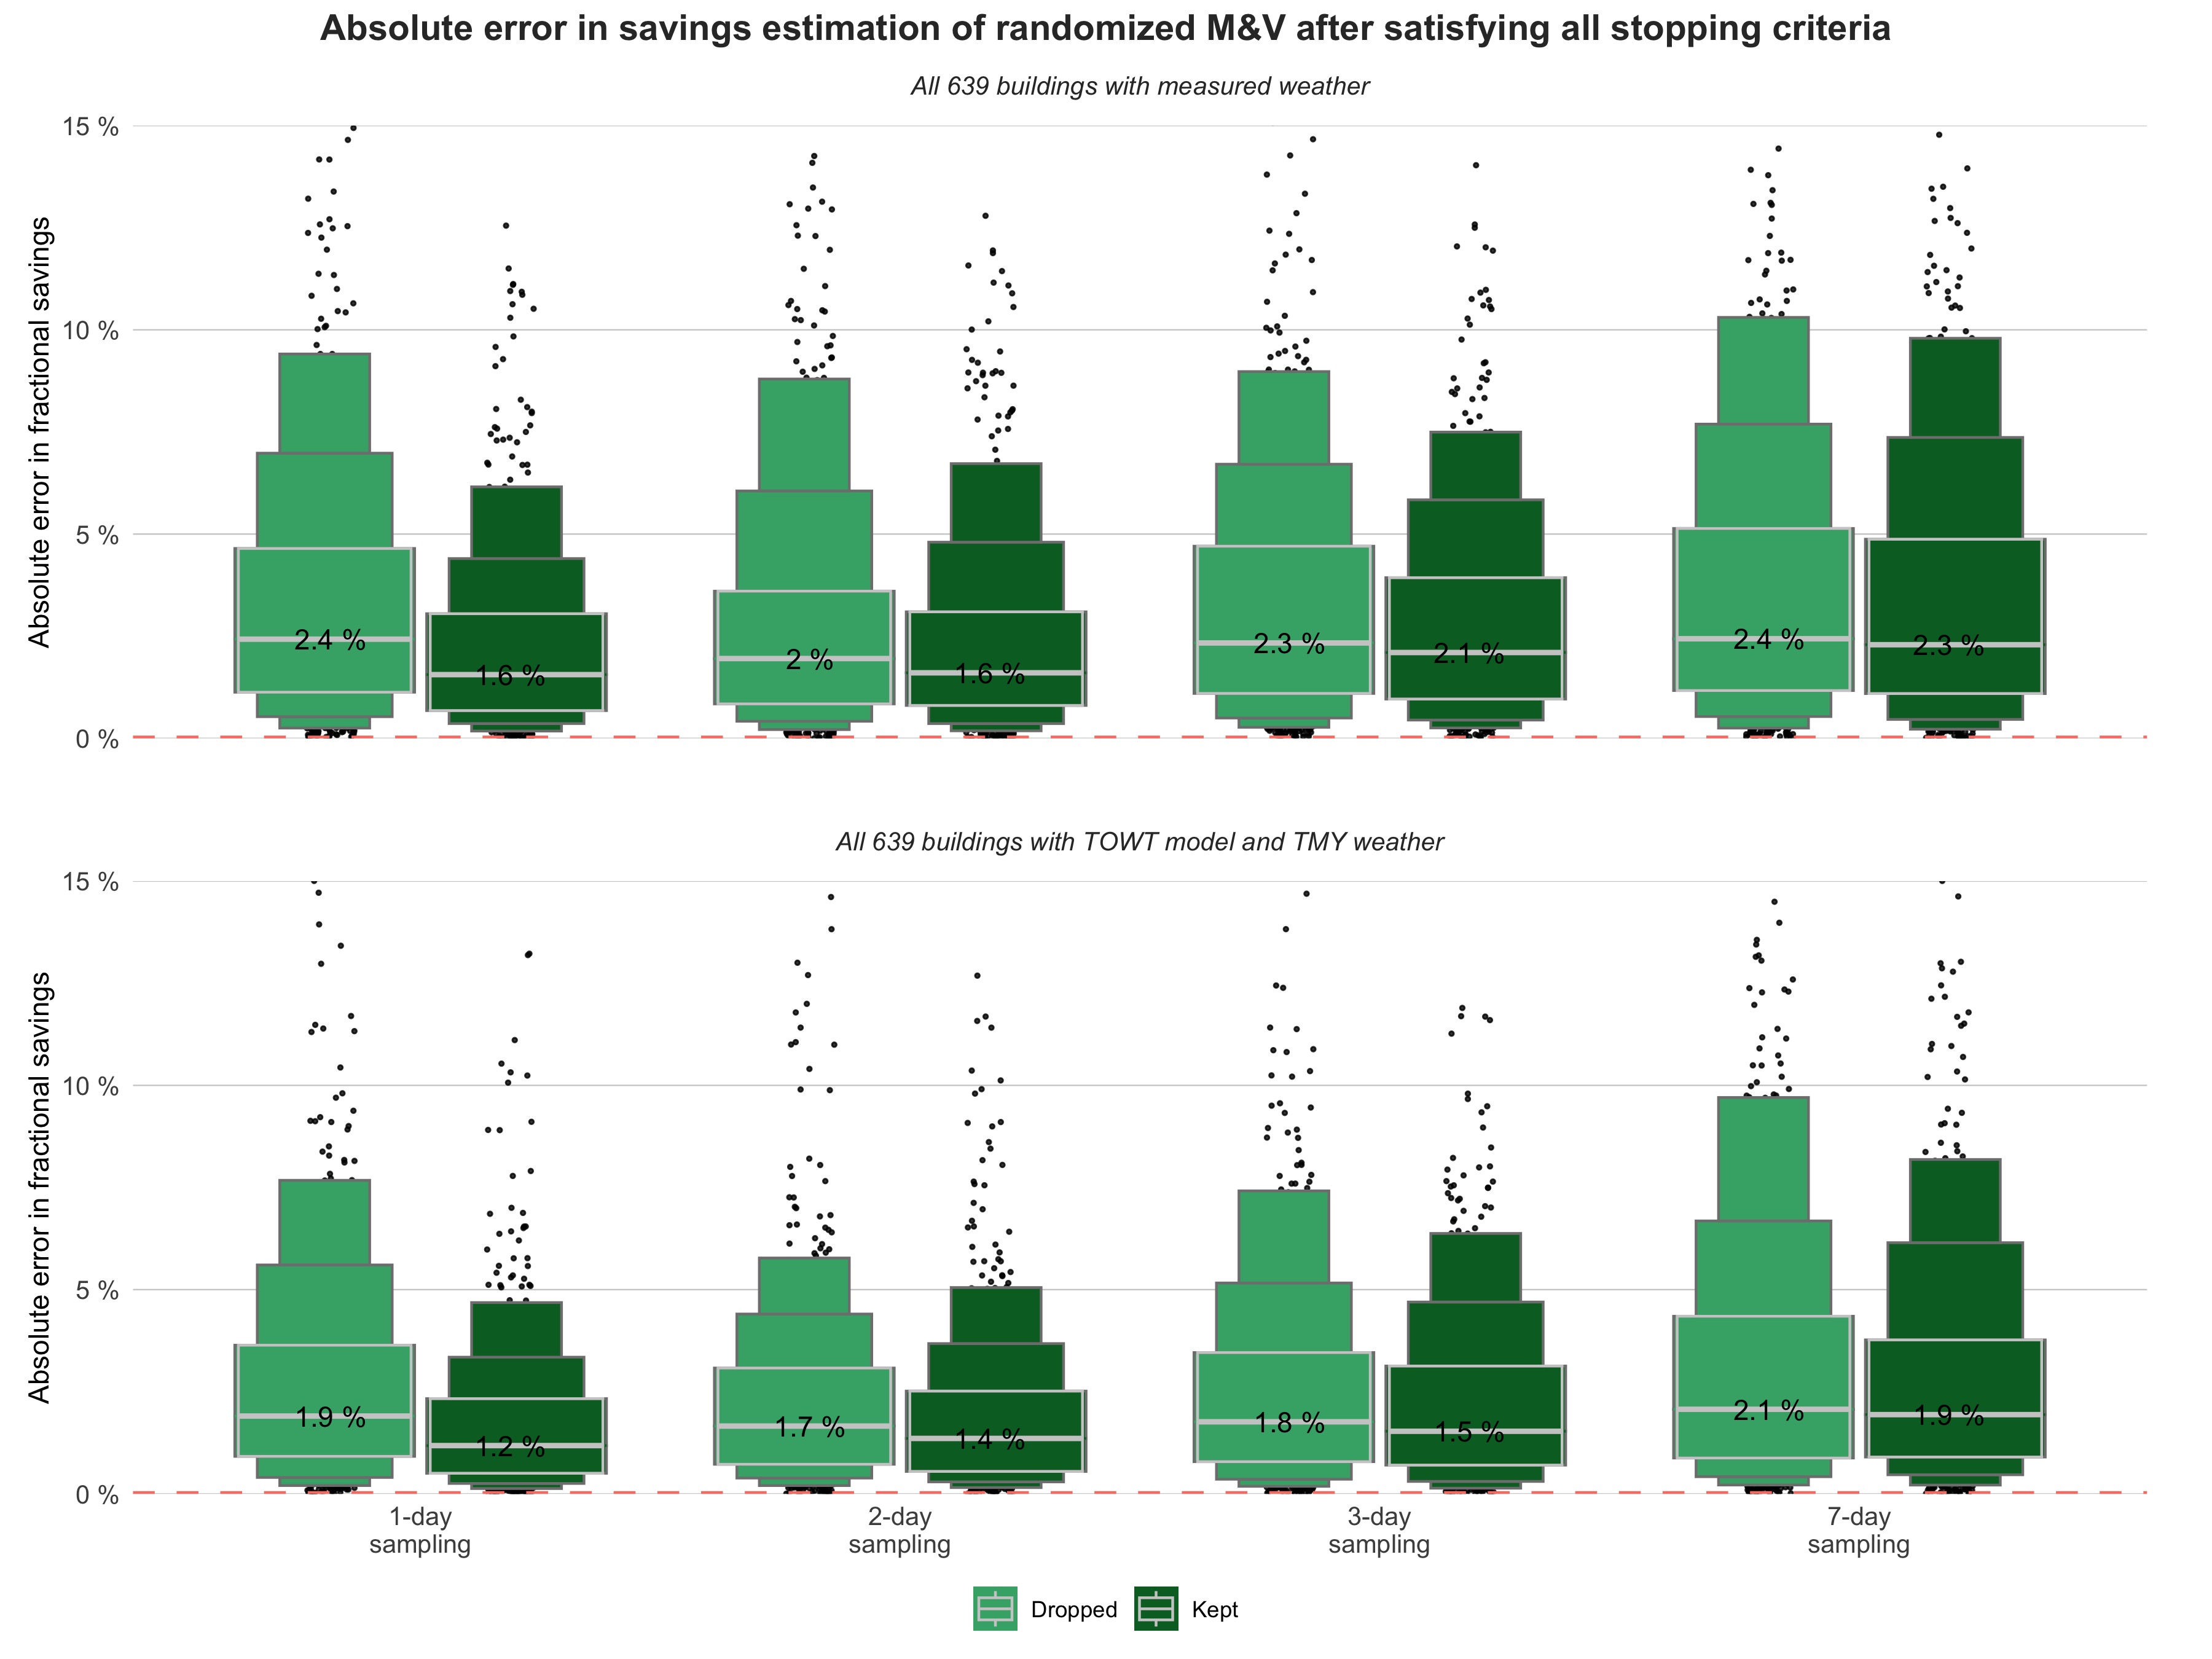 Absolute error in savings estimation of randomized M&V after satisfying all stopping criteria
All 639 buildings with measured weather
Absolute error in fractional savings
15 %
10 %
5 %
0 %
2.4 %
1.6 %
2 %
1.6 %
2.3 %
2.1 %
2.4 %
2.3 %
All 639 buildings with TOWT model and TMY weather
Absolute error in fractional savings
15 %
10 %
5 %
0 %
1.9 %
1.2 %
1.7 %
1.4 %
1.8 %
1.5 %
2.1 %
1.9 %
1-day
sampling
2-day
sampling
3-day
sampling
7-day
sampling
Dropped
Kept